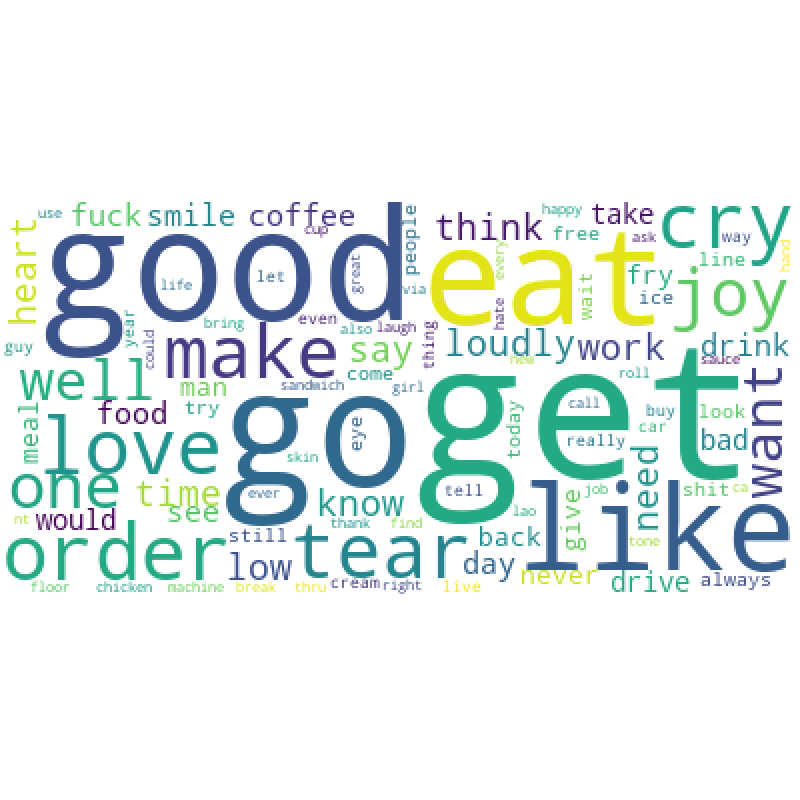 use
fuck
smile
coffee
cup
people
think
take
happy
free
ask
cry
way
line
hand
heart
good
life
let
great
via
eat
every
wait
fry
ice
joy
guy
year
could
bring
make
even
also
laugh
say
thing
hate
loudly
new
work
drink
sauce
well
man
sandwich
come
girl
roll
want
meal
food
try
love
go
eye
skin
get
today
call
really
buy
car
look
bad
one
time
see
ever
know
tell
like
give
job
need
shit
ca
nt
would
order
still
low
thank
find
tear
lao
back
day
never
tone
drive
always
floor
chicken
machine
break
thru
cream
right
live